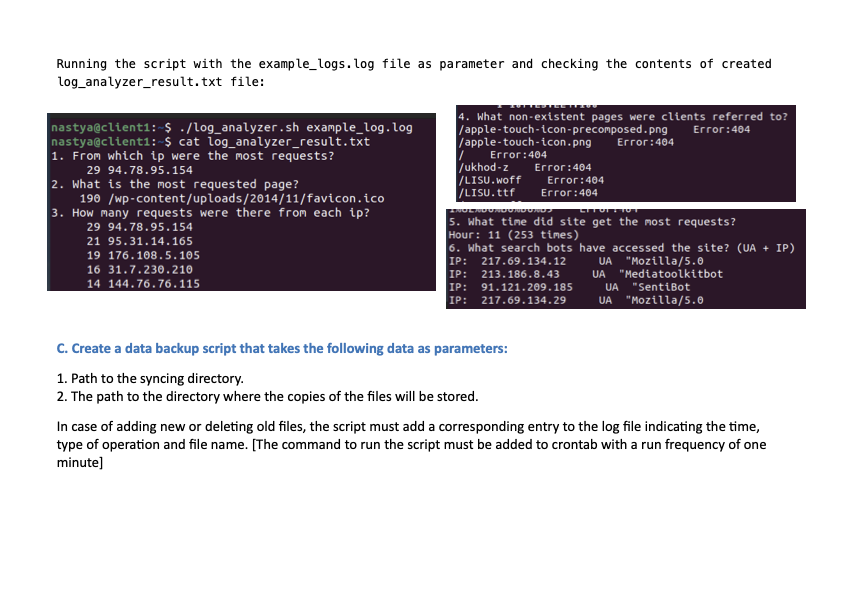 Running the script with the example_logs.log file as parameter and checking the contents of created
log_analyzer_result.txt file:
nastya@client1:~$ ./log_analyzer.sh example_log.log
nastya@client1:~$ cat log_analyzer_result.txt
1. From which ip were the most requests?
29 94.78.95.154
2. What is the most requested page?
190 /wp-content/uploads/2014/11/favicon.ico
3. How many requests were there from each ip?
29 94.78.95.154
21 95.31.14.165
19 176.108.5.105
16 31.7.230.210
14 144.76.76.115
4. What non-existent pages were clients referred to?
/apple-touch-icon-precomposed.png Error:404
/apple-touch-icon.png Error:404
/ Error:404
/ukhod-z Error:404
/LISU.woff Error:404
/LISU.ttf Error:404
5. What time did site get the most requests?
Hour: 11 (253 times)
6. What search bots have accessed the site? (UA + IP)
IP: 217.69.134.12 UA "Mozilla/5.0
IP: 213.186.8.43 UA "Mediatoolkitbot
IP: 91.121.209.185 UA "SentiBot
IP: 217.69.134.29 UA "Mozilla/5.0
C. Create a data backup script that takes the following data as parameters:
1. Path to the syncing directory.
2. The path to the directory where the copies of the files will be stored.
In case of adding new or deleting old files, the script must add a corresponding entry to the log file indicating the time,
type of operation and file name. [The command to run the script must be added to crontab with a run frequency of one
minute]